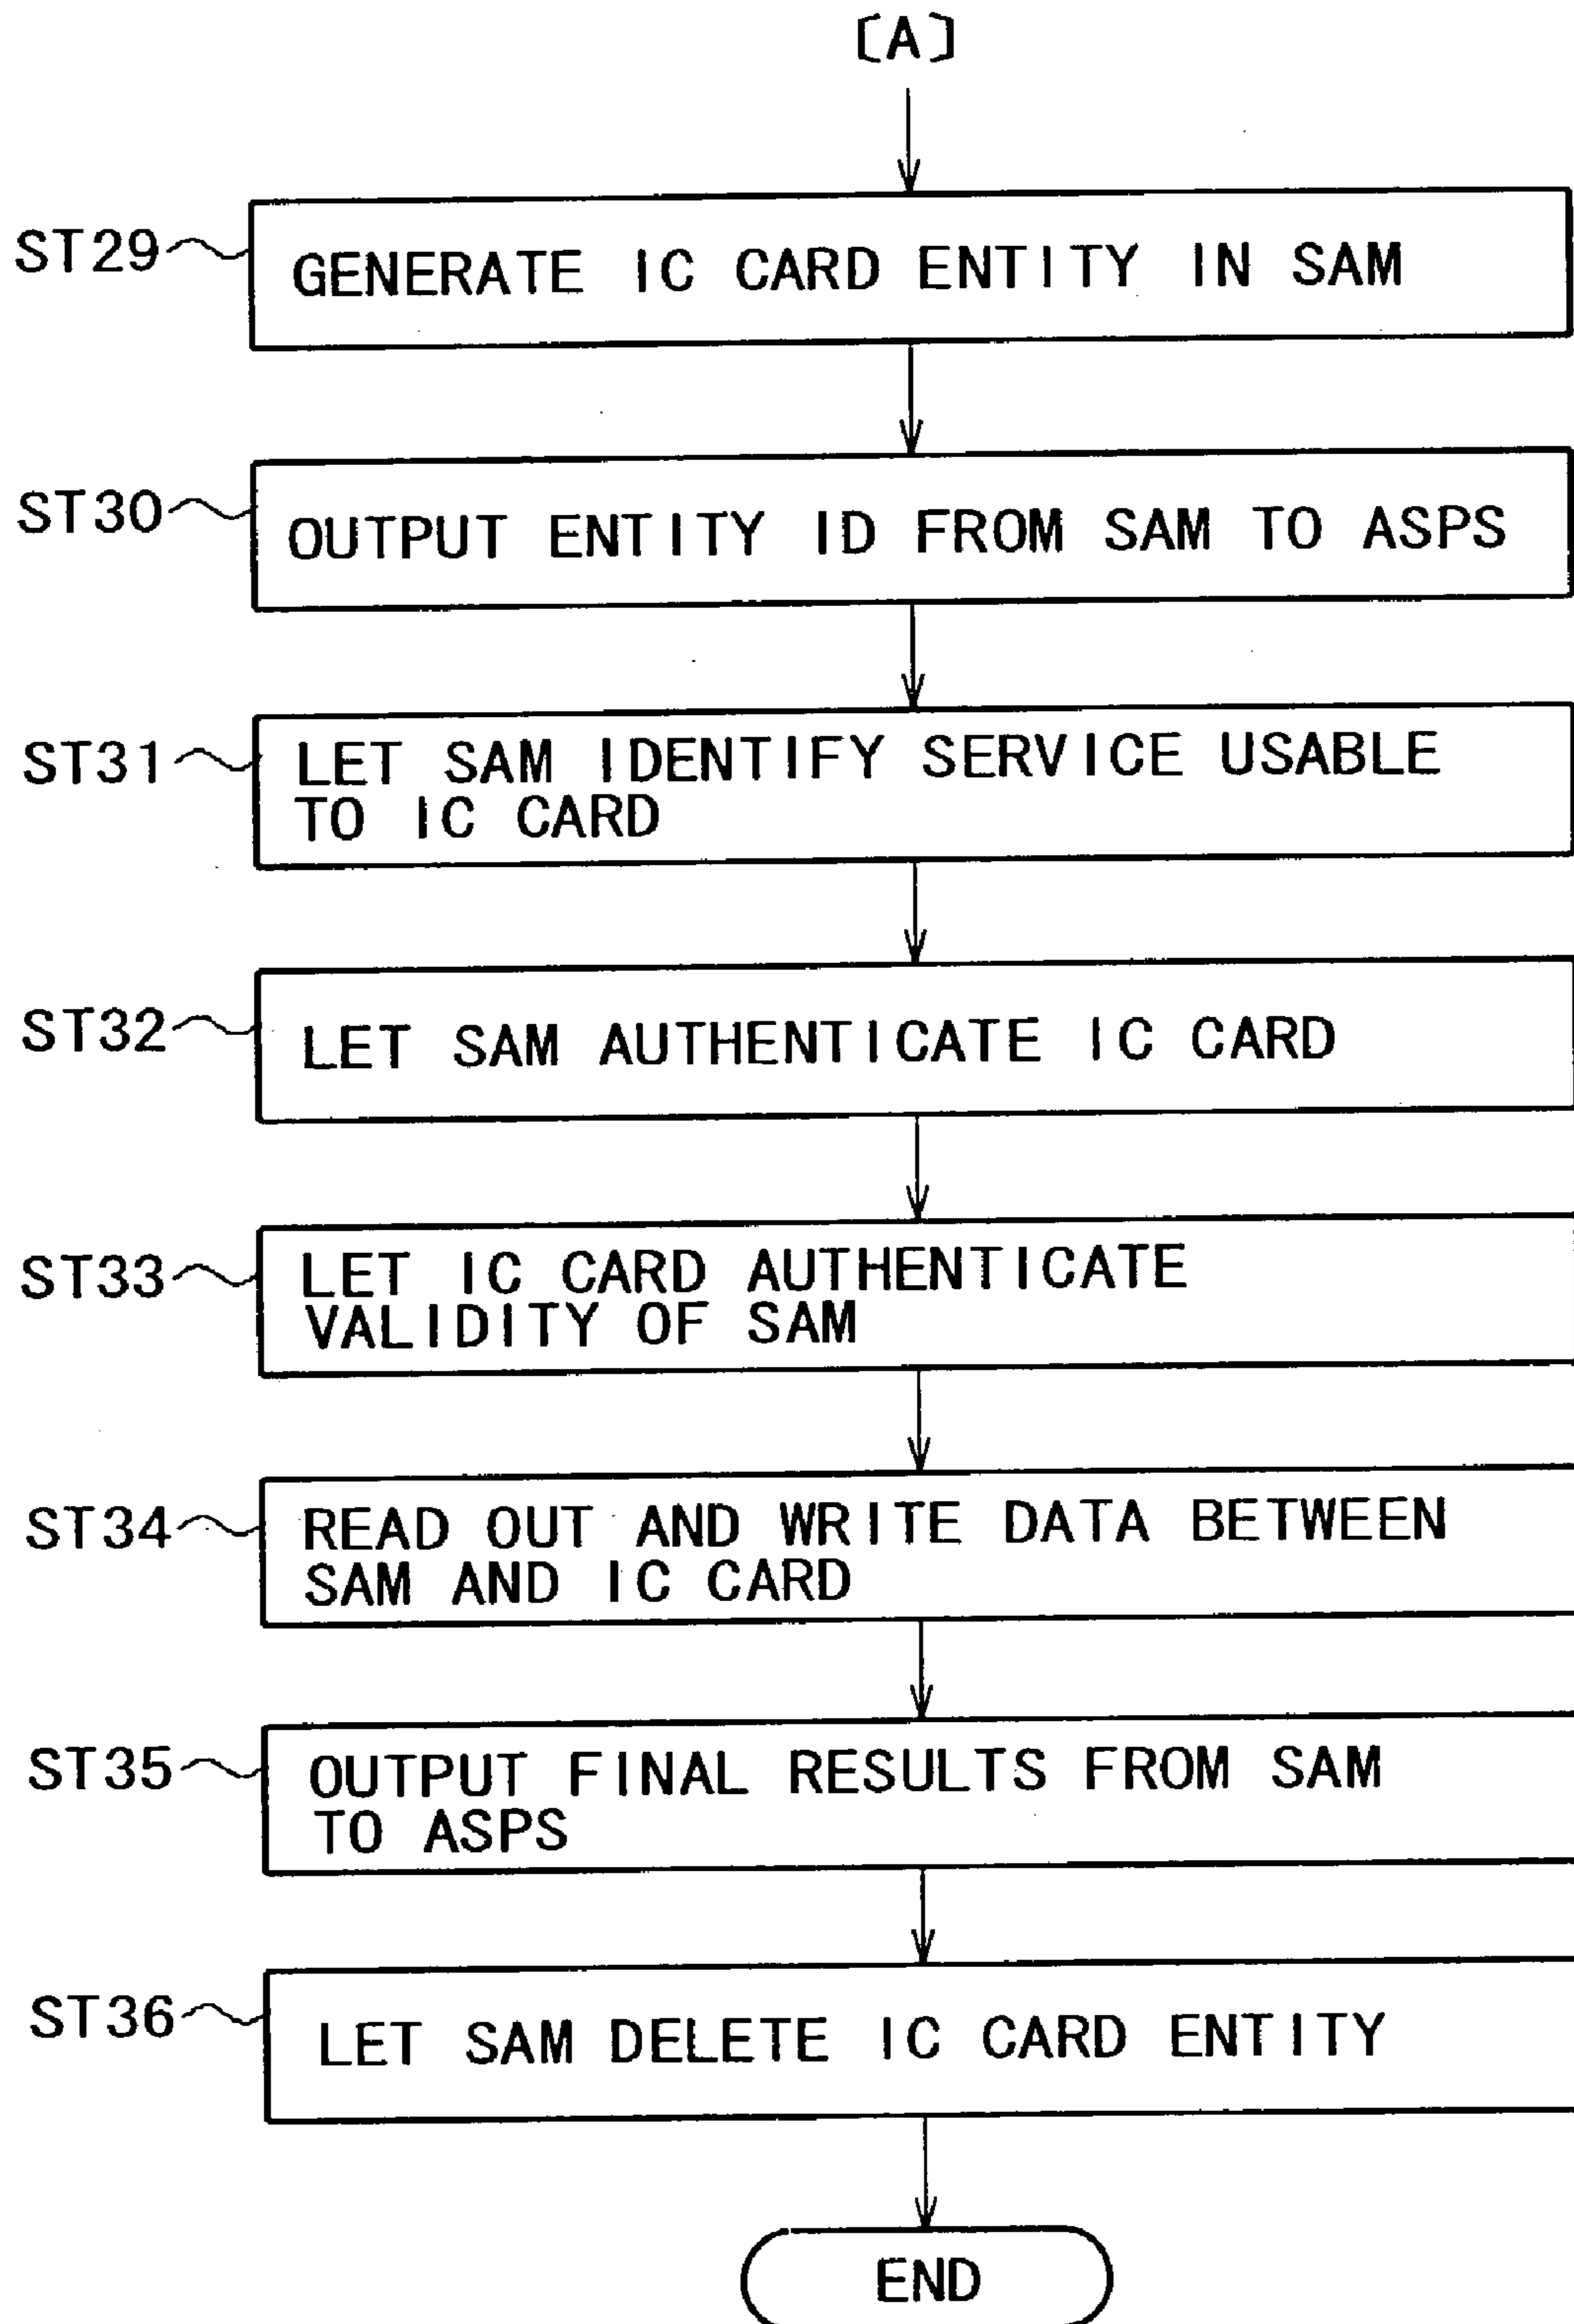 [A]
ST29
GENERATE IC CARD ENTITY IN SAM
ST30
OUTPUT ENTITY ID FROM SAM TO ASPS
ST31
LET SAM IDENTIFY SERVICE USABLE
TO IC CARD
ST32
LET SAM AUTHENTICATE IC CARD
ST33
LET IC CARD AUTHENTICATE
VALIDITY OF SAM
ST34
READ OUT AND WRITE DATA BETWEEN
SAM AND IC CARD
ST35
OUTPUT FINAL RESULTS FROM SAM
TO ASPS
ST36
LET SAM DELETE IC CARD ENTITY
END